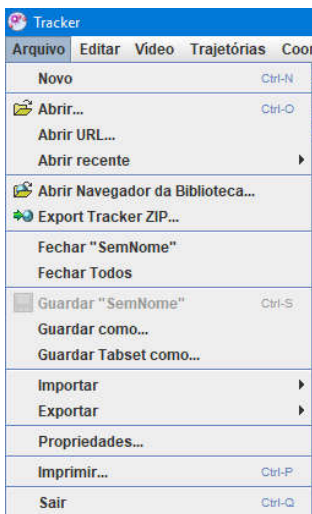 Tracker
Arquivo Editar Vídeo Trajetórias Coor
Novo Ctrl-N
Abrir... Ctrl-O
Abrir URL...
Abrir recente
Abrir Navegador da Biblioteca...
Export Tracker ZIP...
Fechar "SemNome"
Fechar Todos
Guardar "SemNome" Ctrl-S
Guardar como...
Guardar Tabset como...
Importar
Exportar
Propriedades...
Imprimir... Ctrl-P
Sair Ctrl-Q